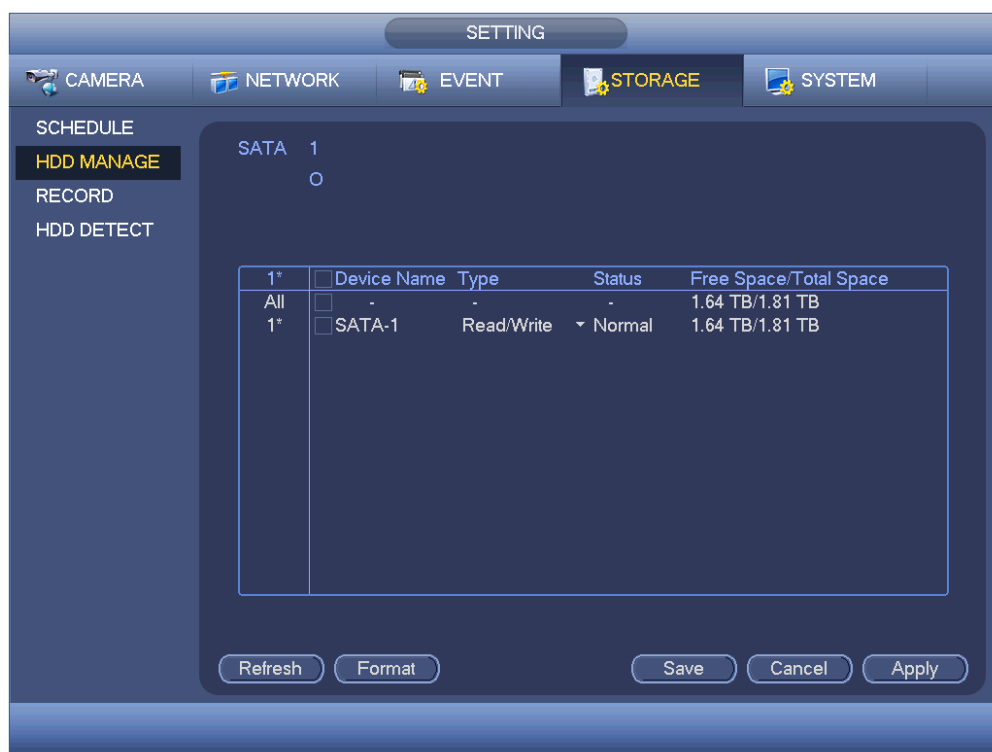 SETTING
CAMERA NETWORK EVENT STORAGE SYSTEM
SCHEDULE
HDD MANAGE
RECORD
HDD DETECT
SATA 1
O
1* Device Name Type Status Free Space/Total Space
All - - - 1.64 TB/1.81 TB
1* SATA-1 Read/Write Normal 1.64 TB/1.81 TB
Refresh Format Save Cancel Apply